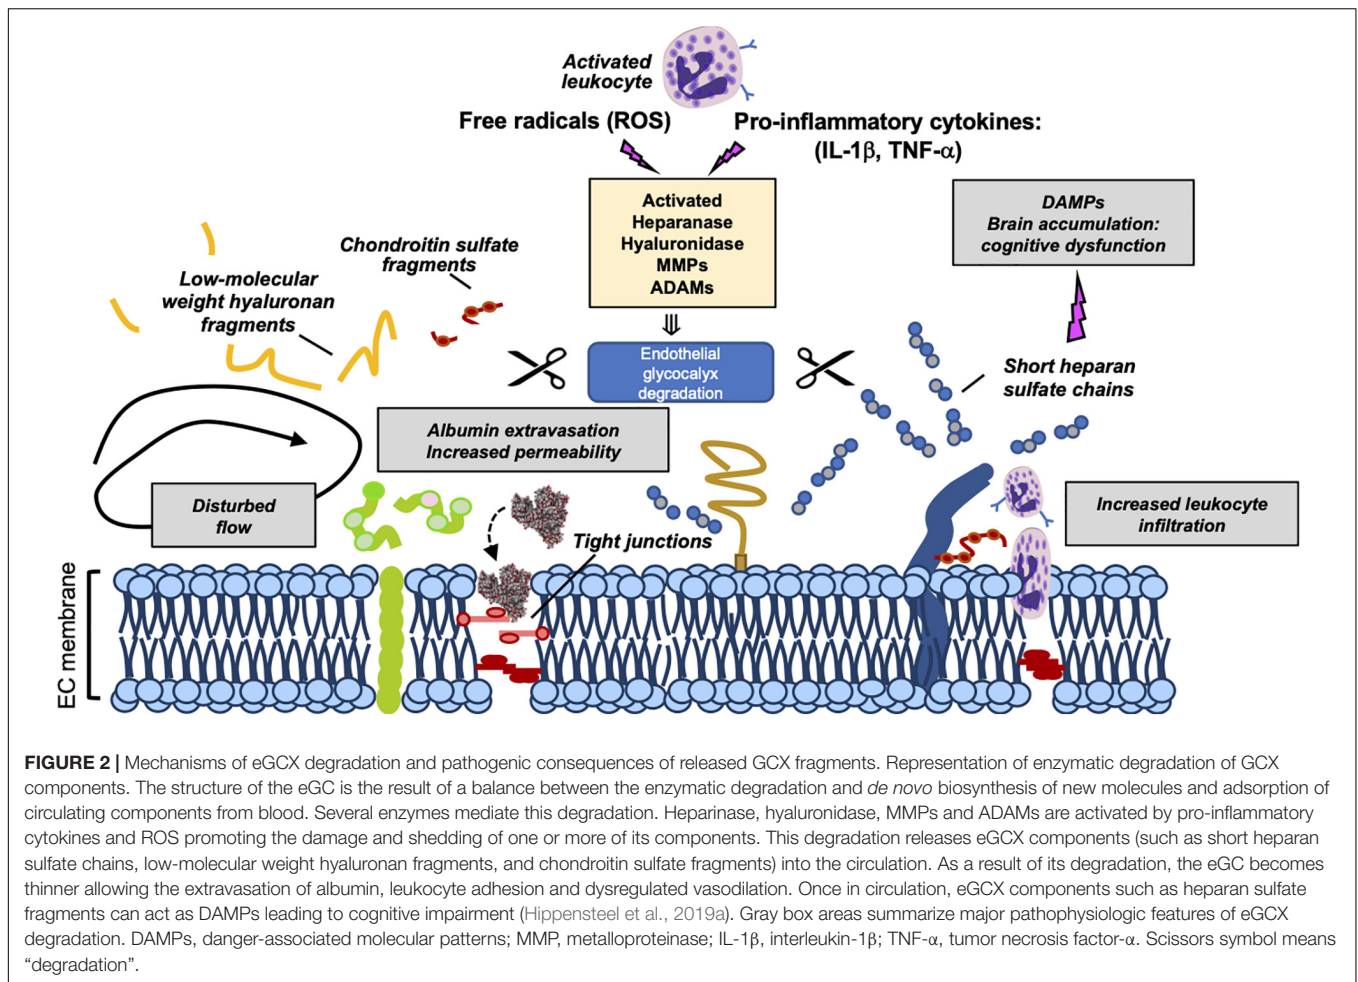 Activated
leukocyte
Free radicals (ROS)
Pro-inflammatory cytokines:
(IL-1β, TNF-α)
Activated
Heparanase
Hyaluronidase
MMPs
ADAMs
DAMPs
Brain accumulation:
cognitive dysfunction
Chondroitin sulfate
fragments
Low-molecular
weight hyaluronan
fragments
Endothelial
glycocalyx
degradation
Short heparan
sulfate chains
Albumin extravasation
Increased permeability
Disturbed
flow
Tight junctions
Increased leukocyte
infiltration
EC membrane
FIGURE 2 | Mechanisms of eGCX degradation and pathogenic consequences of released GCX fragments. Representation of enzymatic degradation of GCX
components. The structure of the eGC is the result of a balance between the enzymatic degradation and de novo biosynthesis of new molecules and adsorption of
circulating components from blood. Several enzymes mediate this degradation. Heparinase, hyaluronidase, MMPs and ADAMs are activated by pro-inflammatory
cytokines and ROS promoting the damage and shedding of one or more of its components. This degradation releases eGCX components (such as short heparan
sulfate chains, low-molecular weight hyaluronan fragments, and chondroitin sulfate fragments) into the circulation. As a result of its degradation, the eGC becomes
thinner allowing the extravasation of albumin, leukocyte adhesion and dysregulated vasodilation. Once in circulation, eGCX components such as heparan sulfate
fragments can act as DAMPs leading to cognitive impairment (Hippensteel et al., 2019a). Gray box areas summarize major pathophysiologic features of eGCX
degradation. DAMPs, danger-associated molecular patterns; MMP, metalloproteinase; IL-1β, interleukin-1β; TNF-α, tumor necrosis factor-α. Scissors symbol means
“degradation”.